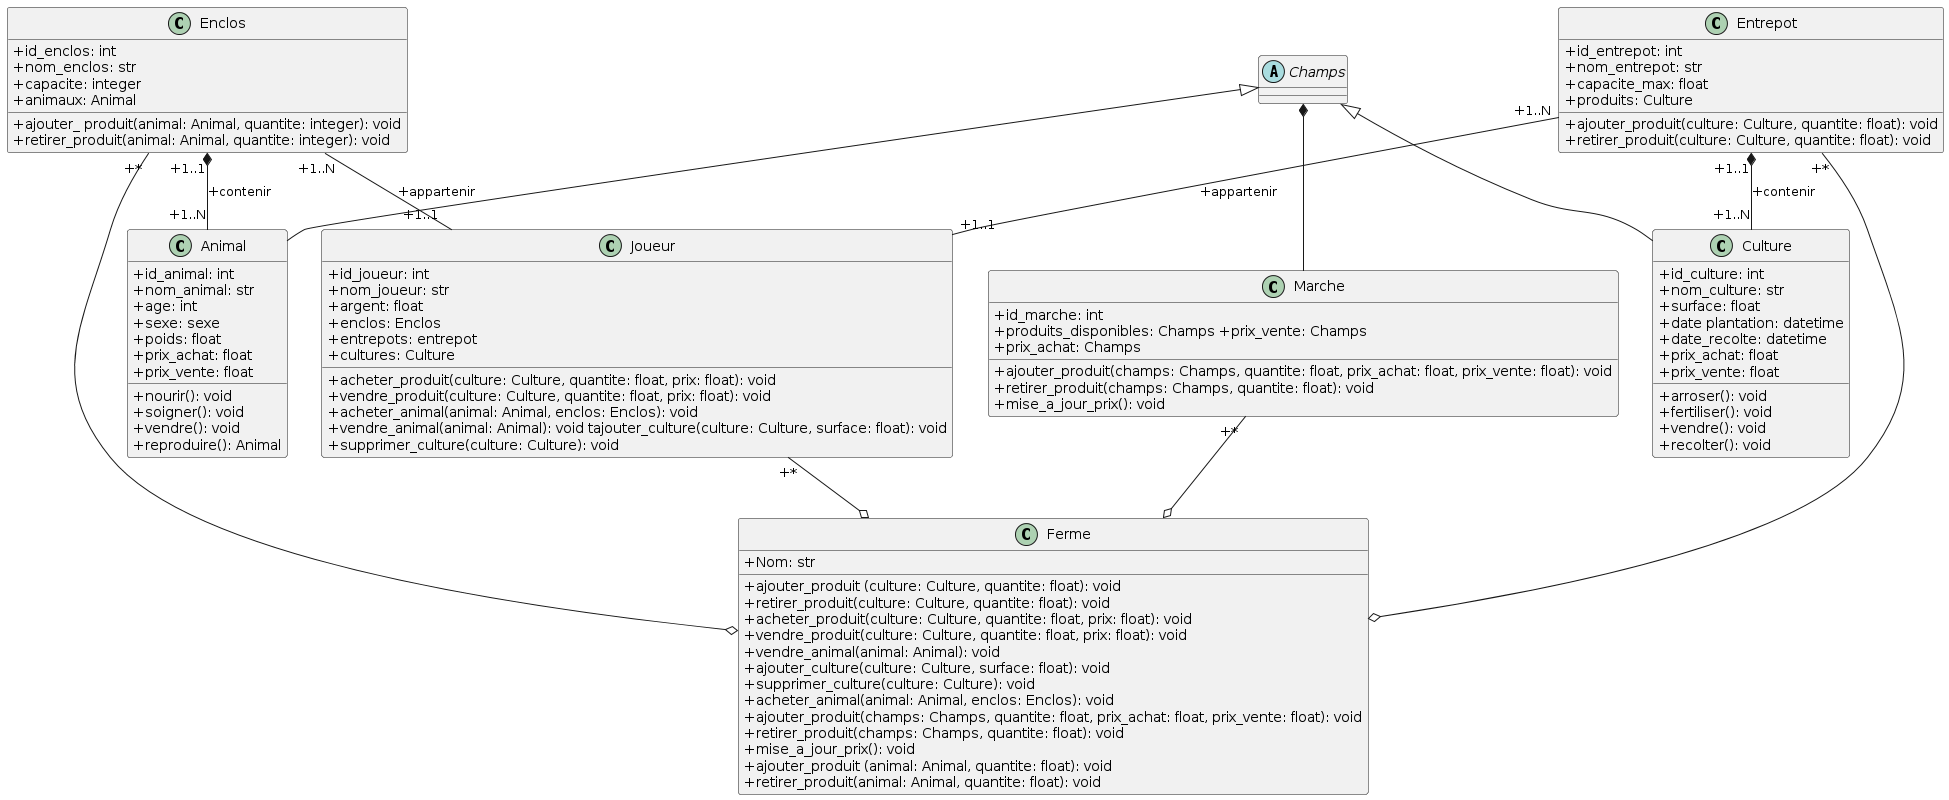 C Enclos
+id_enclos: int
+nom_enclos: str
+capacite: integer
+animaux: Animal
+ajouter_ produit(animal: Animal, quantite: integer): void
+retirer_produit(animal: Animal, quantite: integer): void
A Champs
C Entrepot
+id_entrepot: int
+nom_entrepot: str
+capacite_max: float
+produits: Culture
+ajouter_produit(culture: Culture, quantite: float): void
+retirer_produit(culture: Culture, quantite: float): void
+1..N
+*
+1..1
+1..N
+1..1
+*
+contenir
+appartenir
+appartenir
+contenir
+1..N
+1..1
+1..1
+1..N
C Animal
+id_animal: int
+nom_animal: str
+age: int
+sexe: sexe
+poids: float
+prix_achat: float
+prix_vente: float
+nourir(): void
+soigner(): void
+vendre(): void
+reproduire(): Animal
C Joueur
+id_joueur: int
+nom_joueur: str
+argent: float
+enclos: Enclos
+entrepots: entrepot
+cultures: Culture
+acheter_produit(culture: Culture, quantite: float, prix: float): void
+vendre_produit(culture: Culture, quantite: float, prix: float): void
+acheter_animal(animal: Animal, enclos: Enclos): void
+vendre_animal(animal: Animal): void tajouter_culture(culture: Culture, surface: float): void
+supprimer_culture(culture: Culture): void
C Marche
+id_marche: int
+produits_disponibles: Champs +prix_vente: Champs
+prix_achat: Champs
+ajouter_produit(champs: Champs, quantite: float, prix_achat: float, prix_vente: float): void
+retirer_produit(champs: Champs, quantite: float): void
+mise_a_jour_prix(): void
C Culture
+id_culture: int
+nom_culture: str
+surface: float
+date plantation: datetime
+date_recolte: datetime
+prix_achat: float
+prix_vente: float
+arroser(): void
+fertiliser(): void
+vendre(): void
+recolter(): void
+*
+*
C Ferme
+Nom: str
+ajouter_produit (culture: Culture, quantite: float): void
+retirer_produit(culture: Culture, quantite: float): void
+acheter_produit(culture: Culture, quantite: float, prix: float): void
+vendre_produit(culture: Culture, quantite: float, prix: float): void
+vendre_animal(animal: Animal): void
+ajouter_culture(culture: Culture, surface: float): void
+supprimer_culture(culture: Culture): void
+acheter_animal(animal: Animal, enclos: Enclos): void
+ajouter_produit(champs: Champs, quantite: float, prix_achat: float, prix_vente: float): void
+retirer_produit(champs: Champs, quantite: float): void
+mise_a_jour_prix(): void
+ajouter_produit (animal: Animal, quantite: float): void
+retirer_produit(animal: Animal, quantite: float): void